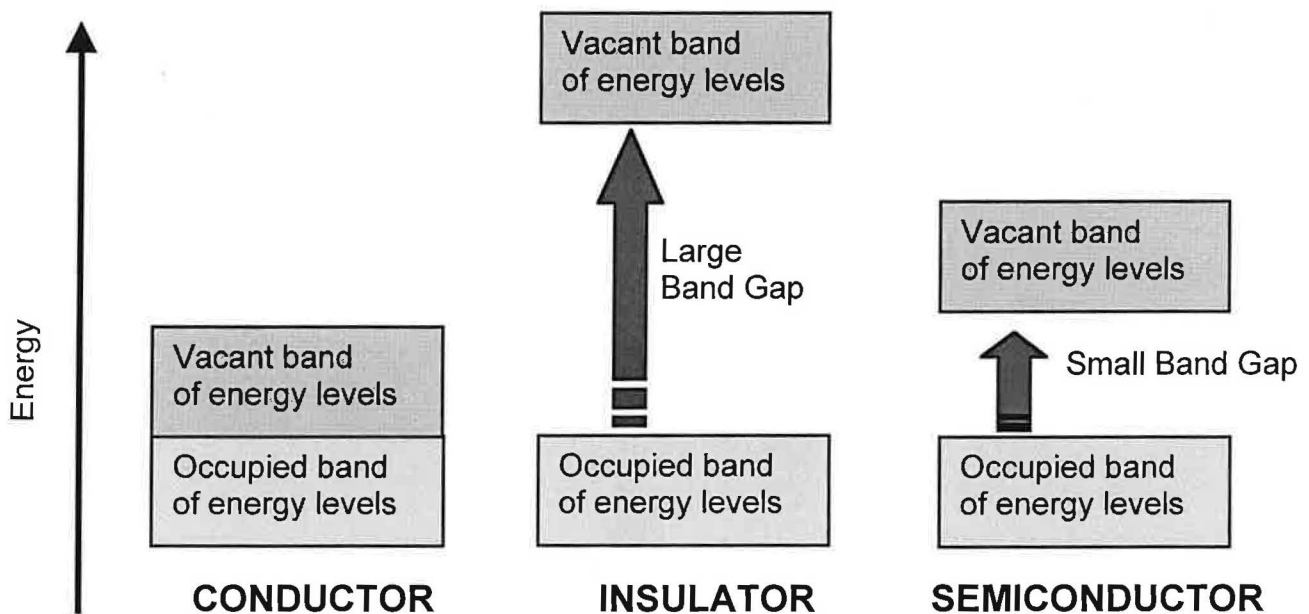 Energy
Vacant band
of energy levels
Occupied band
of energy levels
CONDUCTOR
Vacant band
of energy levels
Large
Band Gap
Occupied band
of energy levels
INSULATOR
Vacant band
of energy levels
Small Band Gap
Occupied band
of energy levels
SEMICONDUCTOR